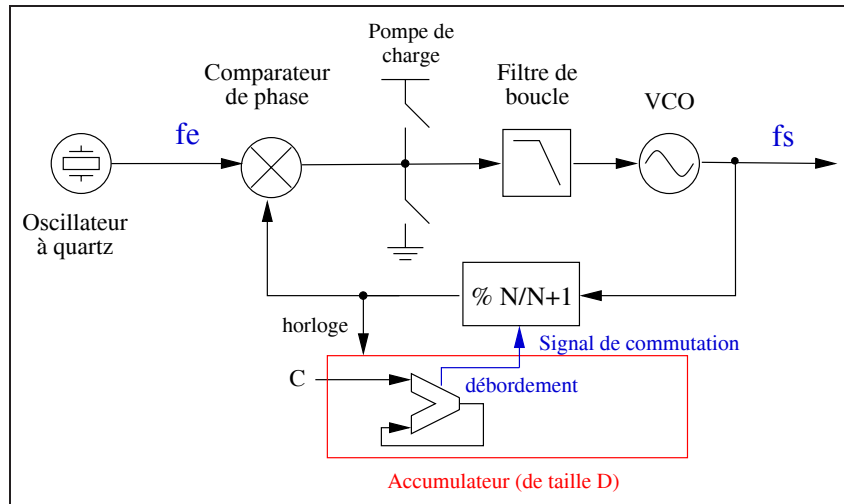 Pompe de
charge
Comparateur
de phase
Filtre de
boucle
VCO
fe
fs
Oscillateur
à quartz
% N/N+1
horloge
Signal de commutation
C
débordement
Accumulateur (de taille D)